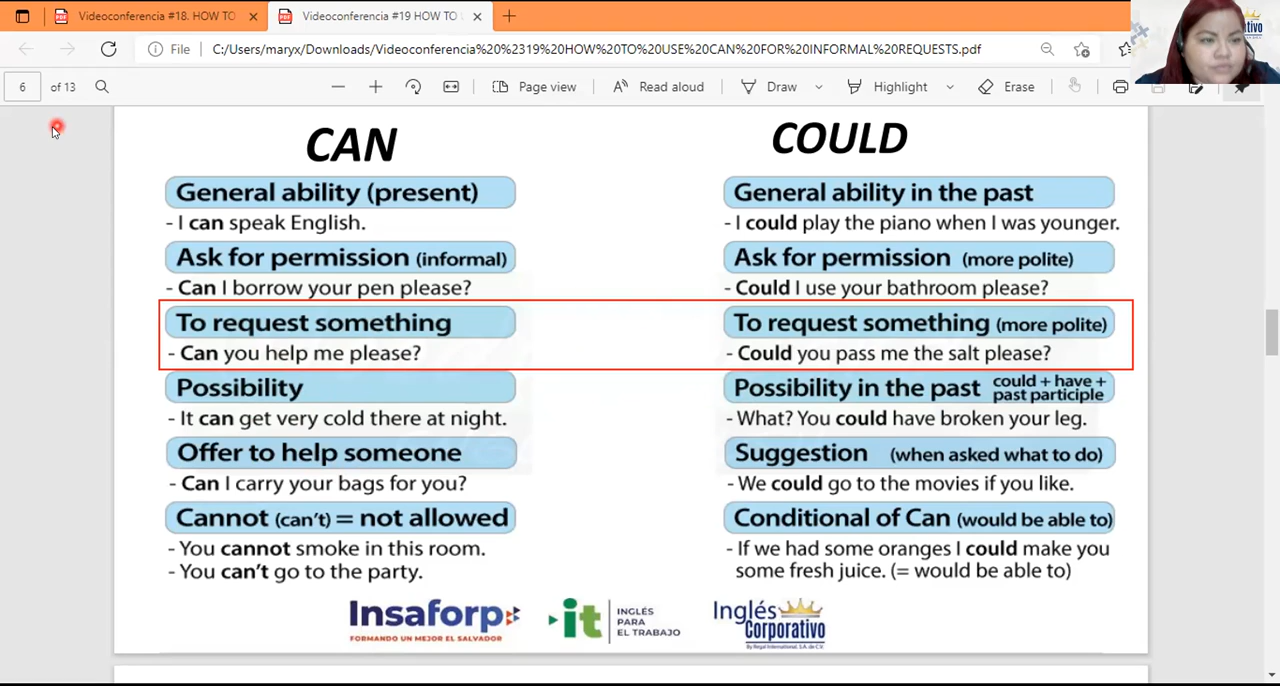 Videoconferencia #18. HOW TO
Videoconferencia #19 HOW TO
File
C:/Users/maryx/Downloads/Videoconferencia%20%2319%20HOW%20TO%20USE%20CAN%20FOR%20INFORMAL%20REQUESTS.pdf
6 of 13
Page view
Read aloud
Draw
Highlight
Erase
CAN
General ability (present)
- I can speak English.
Ask for permission (informal)
- Can I borrow your pen please?
To request something
- Can you help me please?
Possibility
- It can get very cold there at night.
Offer to help someone
- Can I carry your bags for you?
Cannot (can't) = not allowed
- You cannot smoke in this room.
- You can't go to the party.
COULD
General ability in the past
- I could play the piano when I was younger.
Ask for permission (more polite)
- Could I use your bathroom please?
To request something (more polite)
- Could you pass me the salt please?
Possibility in the past could + have +
past participle
- What? You could have broken your leg.
Suggestion (when asked what to do)
- We could go to the movies if you like.
Conditional of Can (would be able to)
- If we had some oranges I could make you
some fresh juice. (= would be able to)
Insaforp
FORMANDO UN MEJOR EL SALVADOR
it
INGLÉS
PARA
EL TRABAJO
Inglés
Corporativo
By Regal International, S.A. de C.V.